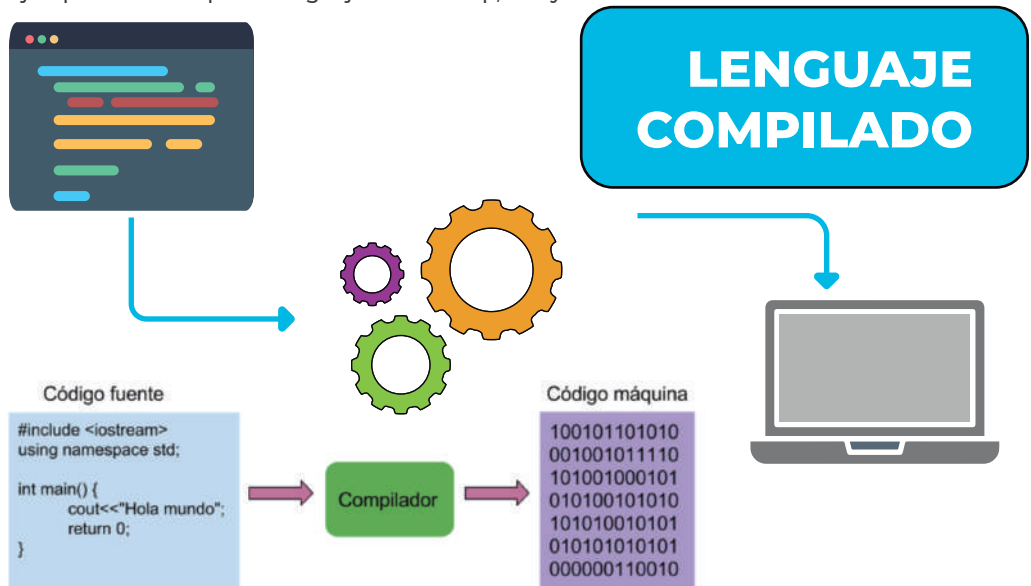 LENGUAJE
COMPILADO
Código fuente
#include <iostream>
using namespace std;
int main() {
cout<<"Hola mundo";
return 0;
}
Compilador
Código máquina
100101101010
001001011110
101001000101
010100101010
101010010101
010101010101
000000110010